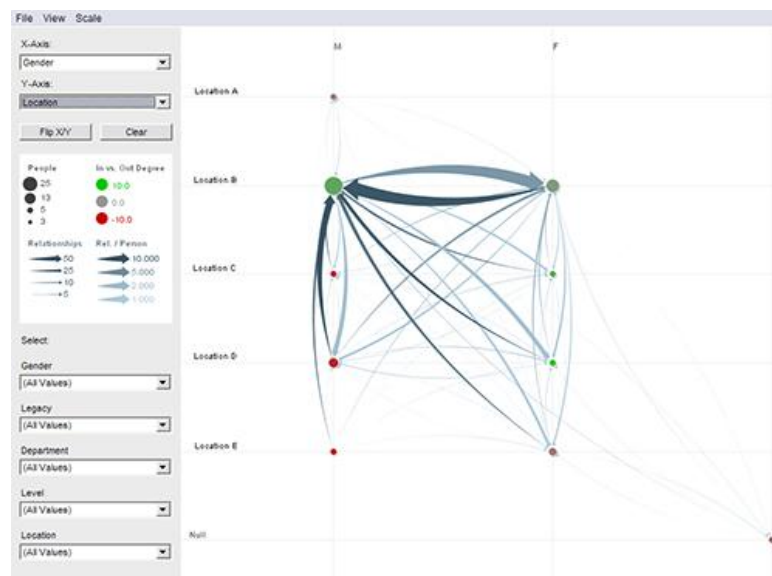 File View Scale
X-Axis:
Gender
Y-Axis:
Location
Flip X/Y Clear
People In vs. Out Degree
25 10.0
13 0.0
5 -10.0
3
Relationships Rel. / Person
50 10.000
25 5.000
10 2.000
5 1.000
Select:
Gender
(All Values)
Legacy
(All Values)
Department
(All Values)
Level
(All Values)
Location
(All Values)
M F
Location A
Location B
Location C
Location D
Location E
Null